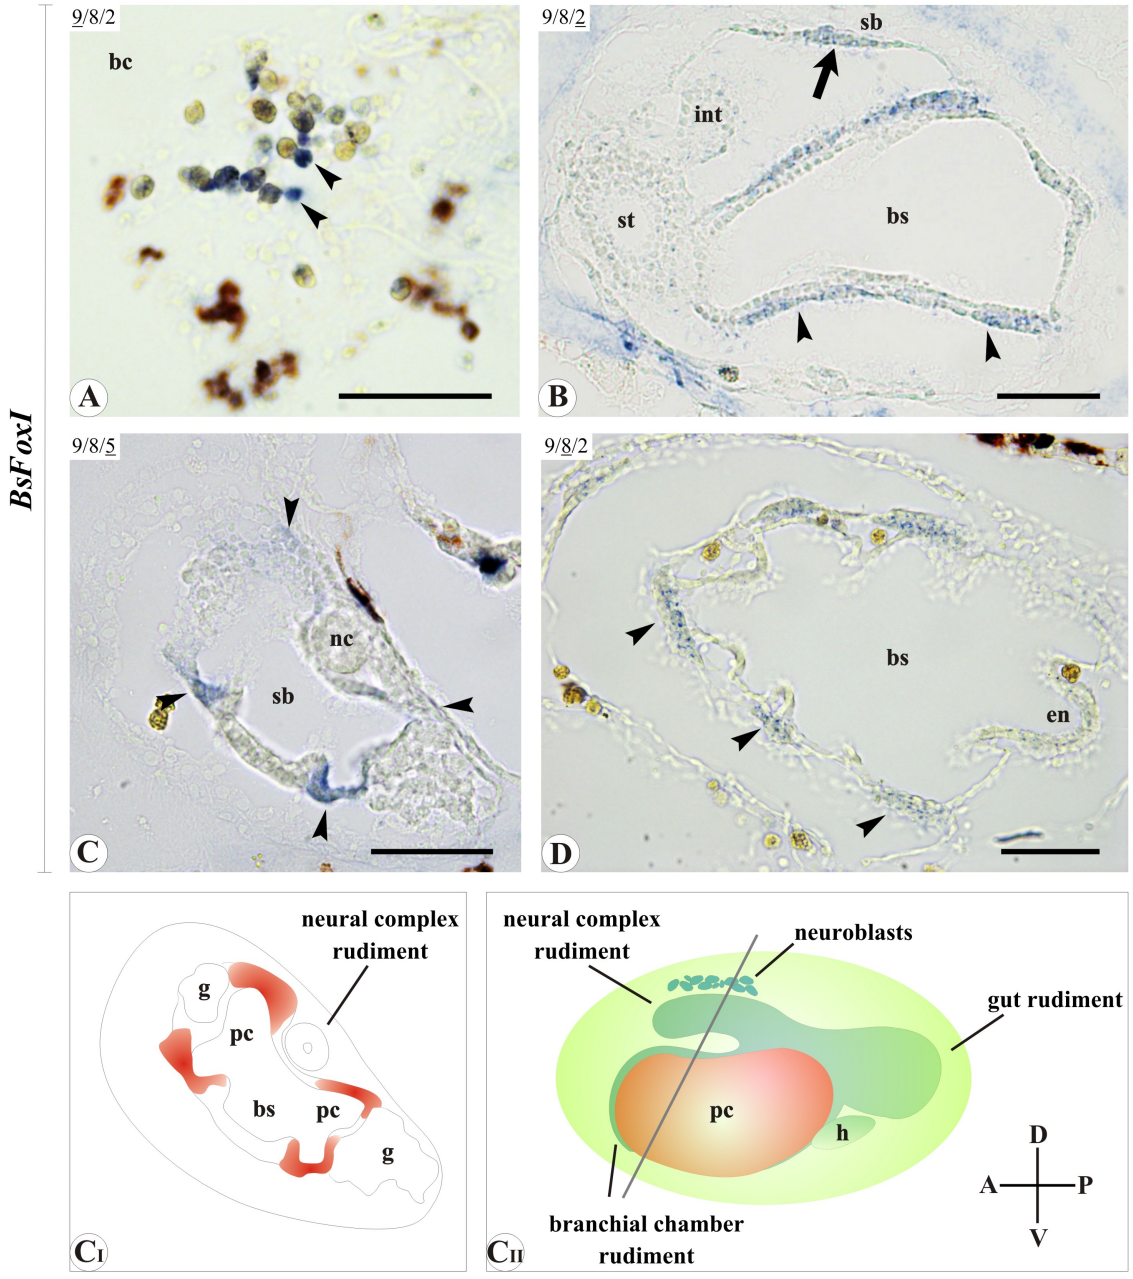 BsFoxI
9/8/2
bc
A
9/8/2
sb
int
st
bs
B
9/8/5
nc
sb
C
9/8/2
bs
en
D
neural complex
rudiment
g
pc
bs
pc
g
CI
neural complex
rudiment
neuroblasts
gut rudiment
pc
h
branchial chamber
rudiment
D
A
P
V
CII